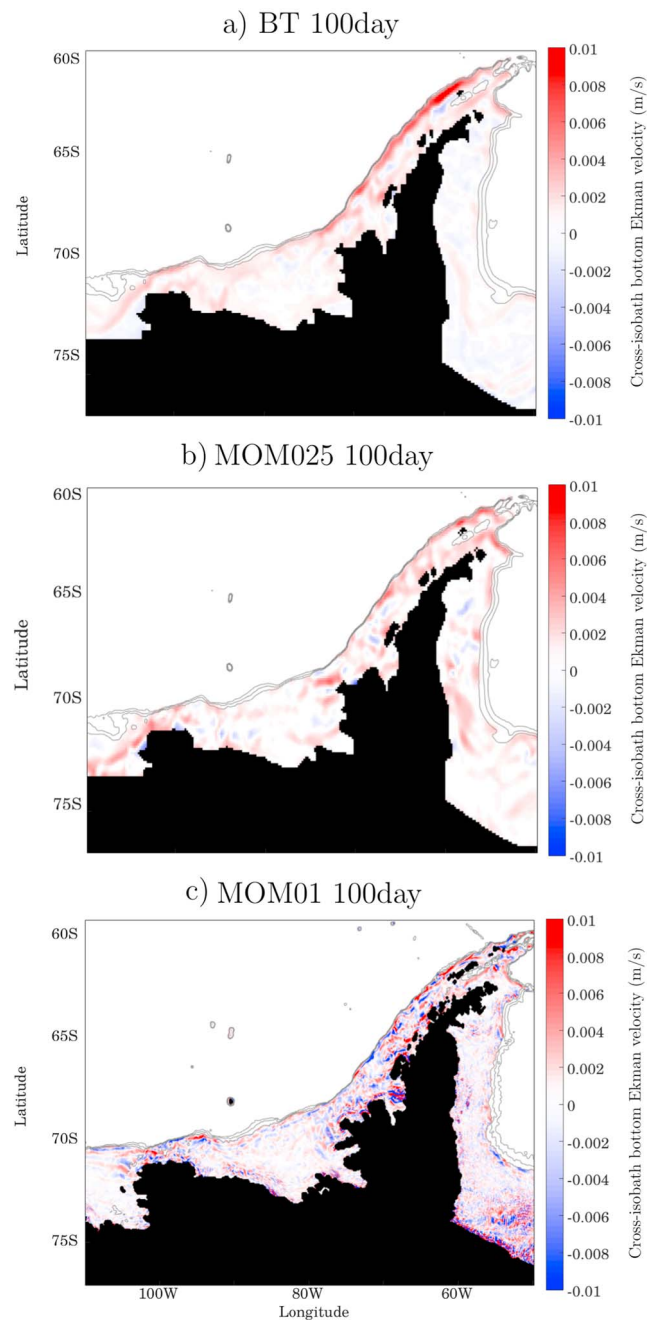 a) BT 100day
60S
65S
70S
75S
Latitude
0.01
0.008
0.006
0.004
0.002
0
-0.002
-0.004
-0.006
-0.008
-0.01
Cross-isobath bottom Ekman velocity (m/s)
b) MOM025 100day
60S
65S
70S
75S
Latitude
0.01
0.008
0.006
0.004
0.002
0
-0.002
-0.004
-0.006
-0.008
-0.01
Cross-isobath bottom Ekman velocity (m/s)
c) MOM01 100day
60S
65S
70S
75S
Latitude
100W
80W
60W
Longitude
0.01
0.008
0.006
0.004
0.002
0
-0.002
-0.004
-0.006
-0.008
-0.01
Cross-isobath bottom Ekman velocity (m/s)